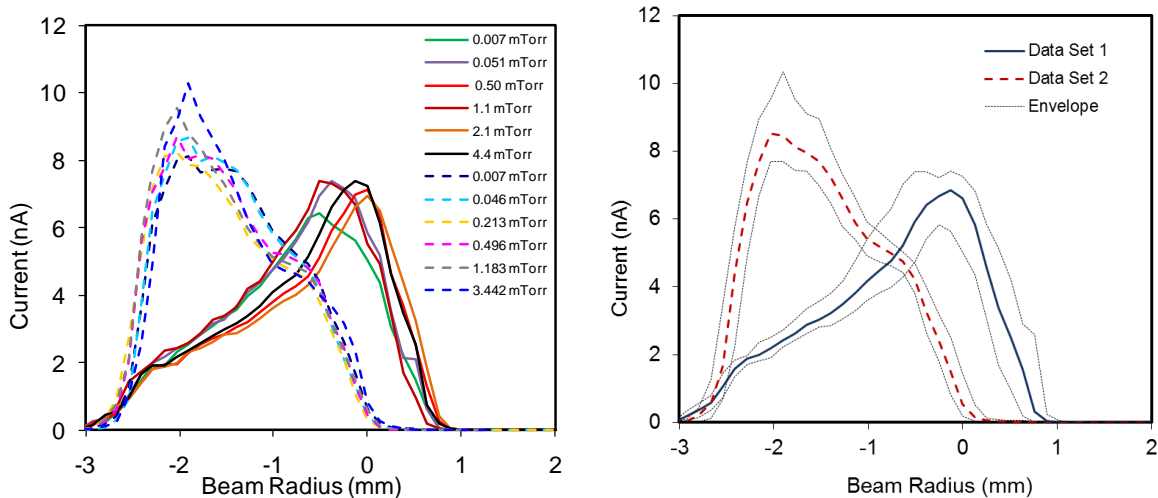 12
10
8
6
4
2
0
Current (nA)
-3 -2 -1 0 1 2
Beam Radius (mm)
0.007 mTorr
0.051 mTorr
0.50 mTorr
1.1 mTorr
2.1 mTorr
4.4 mTorr
0.007 mTorr
0.046 mTorr
0.213 mTorr
0.496 mTorr
1.183 mTorr
3.442 mTorr
12
10
8
6
4
2
0
Current (nA)
-3 -2 -1 0 1 2
Beam Radius (mm)
Data Set 1
Data Set 2
Envelope